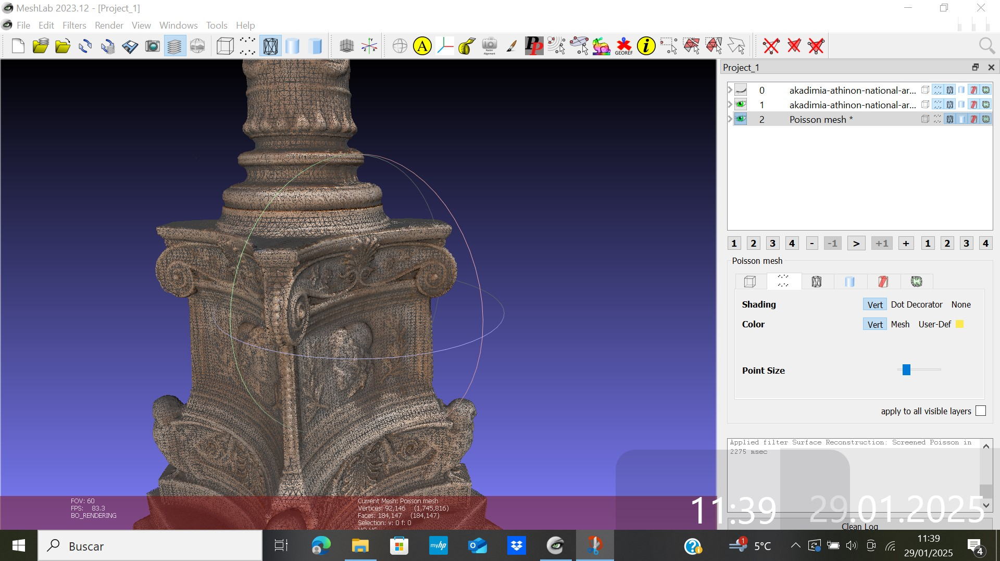 MeshLab 2023.12 - [Project_1]
File Edit Filters Render View Windows Tools Help
A
PP
Raster Alignment
GEOREF
i
Project_1
0 akadimia-athinon-national-ar...
1 akadimia-athinon-national-ar...
2 Poisson mesh *
1 2 3 4 - -1 > +1 + 1 2 3 4
Poisson mesh
Shading Vert Dot Decorator None
Color Vert Mesh User-Def
Point Size
apply to all visible layers
Applied filter Surface Reconstruction: Screened Poisson in
2275 msec
Clean Log
FOV: 60
FPS: 83.3
BO_RENDERING
Current Mesh: Poisson mesh
Vertices: 92,146 (1,745,816)
Faces: 184,147 (184,147)
Selection: v: 0 f: 0
11:39 29.01.2025
Buscar
myhp
1
5°C
11:39
29/01/2025
4